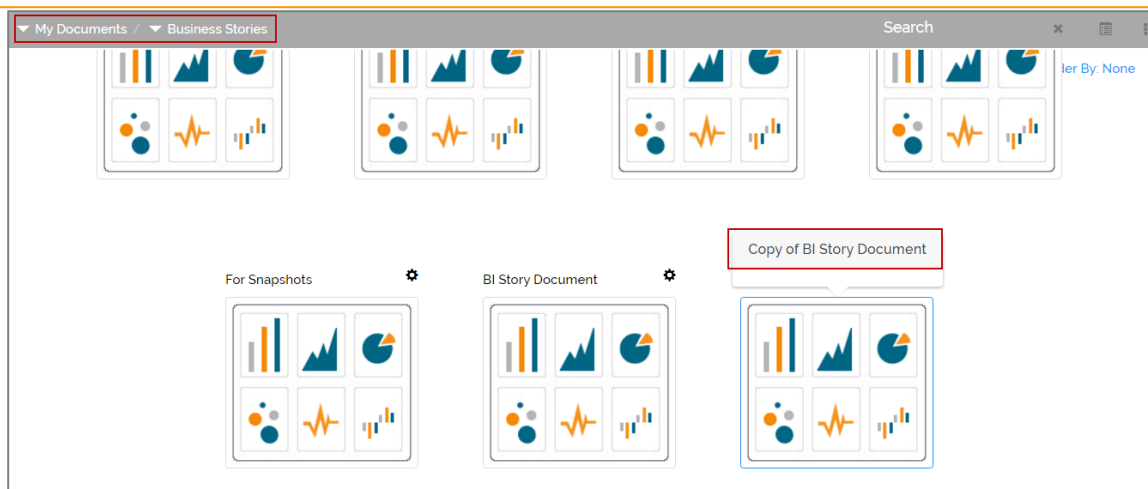 My Documents / Business Stories
Search
der By: None
Copy of BI Story Document
For Snapshots
BI Story Document